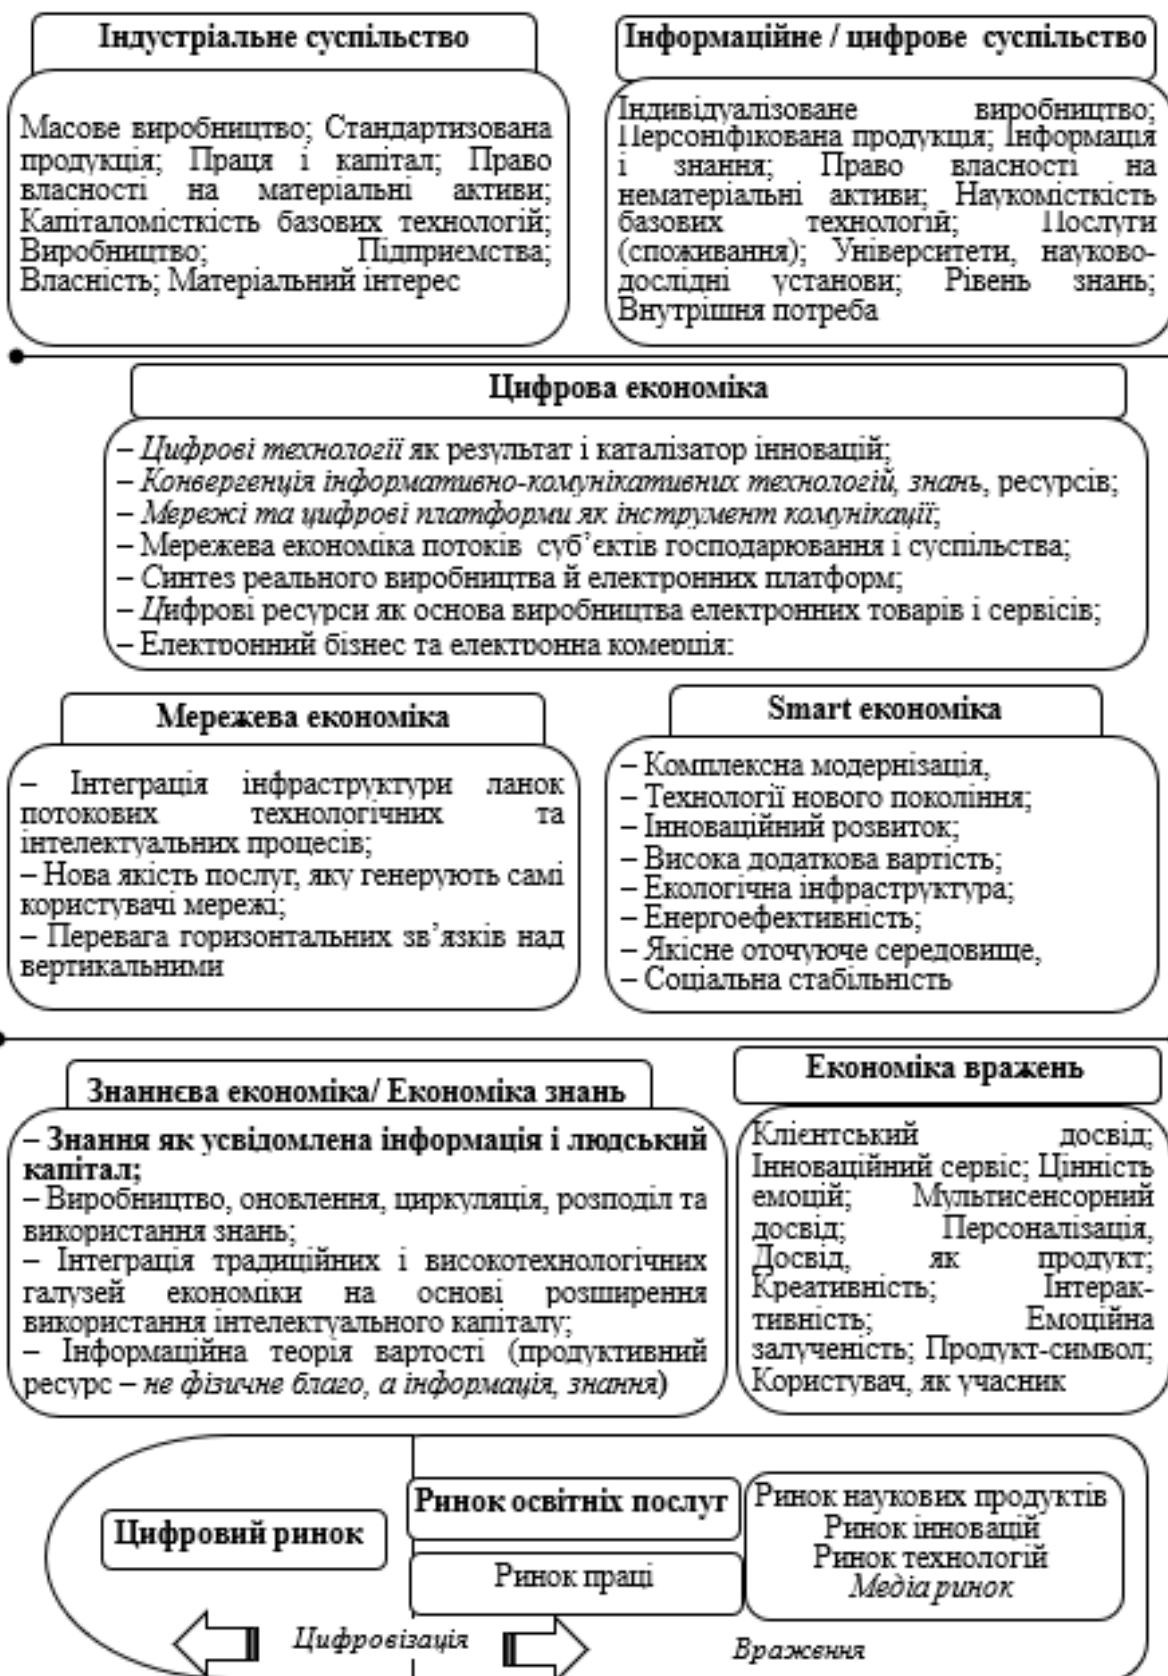 Індустріальне суспільство
Масове виробництво; Стандартизована
продукція; Праця і капітал; Право
власності на матеріальні активи;
Капіталомісткість базових технологій;
Виробництво; Підприємства;
Власність; Матеріальний інтерес
Інформаційне / цифрове суспільство
Індивідуалізоване виробництво;
Персоніфікована продукція; Інформація
і знання; Право власності на
нематеріальні активи; Наукомісткість
базових технологій; Послуги
(споживання); Університети, науково-
дослідні установи; Рівень знань;
Внутрішня потреба
Цифрова економіка
– Цифрові технології як результат і каталізатор інновацій;
– Конвергенція інформативно-комунікативних технологій, знань, ресурсів;
– Мережі та цифрові платформи як інструмент комунікації;
– Мережева економіка потоків суб’єктів господарювання і суспільства;
– Синтез реального виробництва й електронних платформ;
– Цифрові ресурси як основа виробництва електронних товарів і сервісів;
– Електронний бізнес та електронна комерція;
Мережева економіка
– Інтеграція інфраструктури ланок
потокових технологічних та
інтелектуальних процесів;
– Нова якість послуг, яку генерують самі
користувачі мережі;
– Перевага горизонтальних зв’язків над
вертикальними
Smart економіка
– Комплексна модернізація,
– Технології нового покоління;
– Інноваційний розвиток;
– Висока додаткова вартість;
– Екологічна інфраструктура;
– Енергоефективність;
– Якісне оточуюче середовище,
– Соціальна стабільність
Знаннєва економіка/ Економіка знань
– Знання як усвідомлена інформація і людський
капітал;
– Виробництво, оновлення, циркуляція, розподіл та
використання знань;
– Інтеграція традиційних і високотехнологічних
галузей економіки на основі розширення
використання інтелектуального капіталу;
– Інформаційна теорія вартості (продуктивний
ресурс – не фізичне благо, а інформація, знання)
Економіка вражень
Клієнтський досвід;
Інноваційний сервіс; Цінність
емоцій; Мультисенсорний
досвід; Персоналізація,
Досвід, як продукт;
Креативність; Інтерак-
тивність; Емоційна
залученість; Продукт-символ;
Користувач, як учасник
Цифровий ринок
Ринок освітніх послуг
Ринок праці
Ринок наукових продуктів
Ринок інновацій
Ринок технологій
Медіа ринок
Цифровізація
Враження